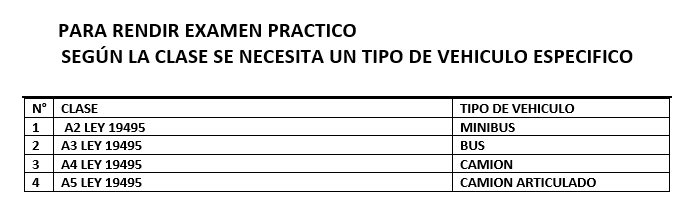 PARA RENDIR EXAMEN PRACTICO
SEGÚN LA CLASE SE NECESITA UN TIPO DE VEHICULO ESPECIFICO
N° CLASE TIPO DE VEHICULO
1 A2 LEY 19495 MINIBUS
2 A3 LEY 19495 BUS
3 A4 LEY 19495 CAMION
4 A5 LEY 19495 CAMION ARTICULADO